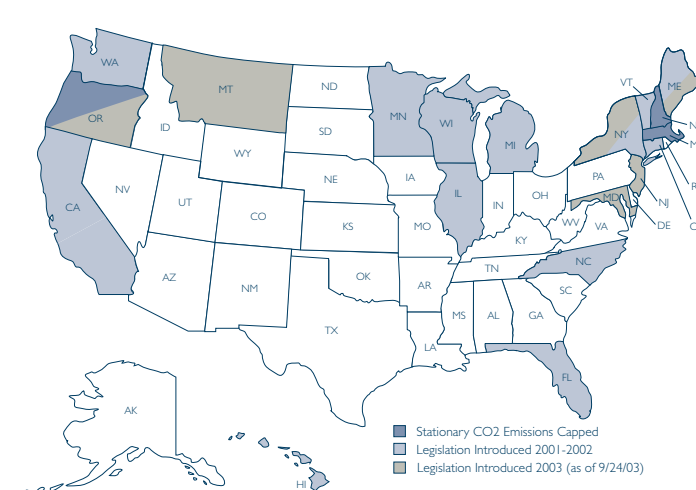 WA
MT
ND
MN
VT
ME
OR
ID
SD
WI
MI
NY
N
M
WY
NE
IA
IL
IN
OH
PA
NJ
R
NV
UT
CO
KS
MO
KY
WV
VA
MD
DE
C
CA
AZ
NM
OK
AR
TN
NC
SC
TX
LA
MS
AL
GA
FL
AK
HI
Stationary CO2 Emissions Capped
Legislation Introduced 2001-2002
Legislation Introduced 2003 (as of 9/24/03)